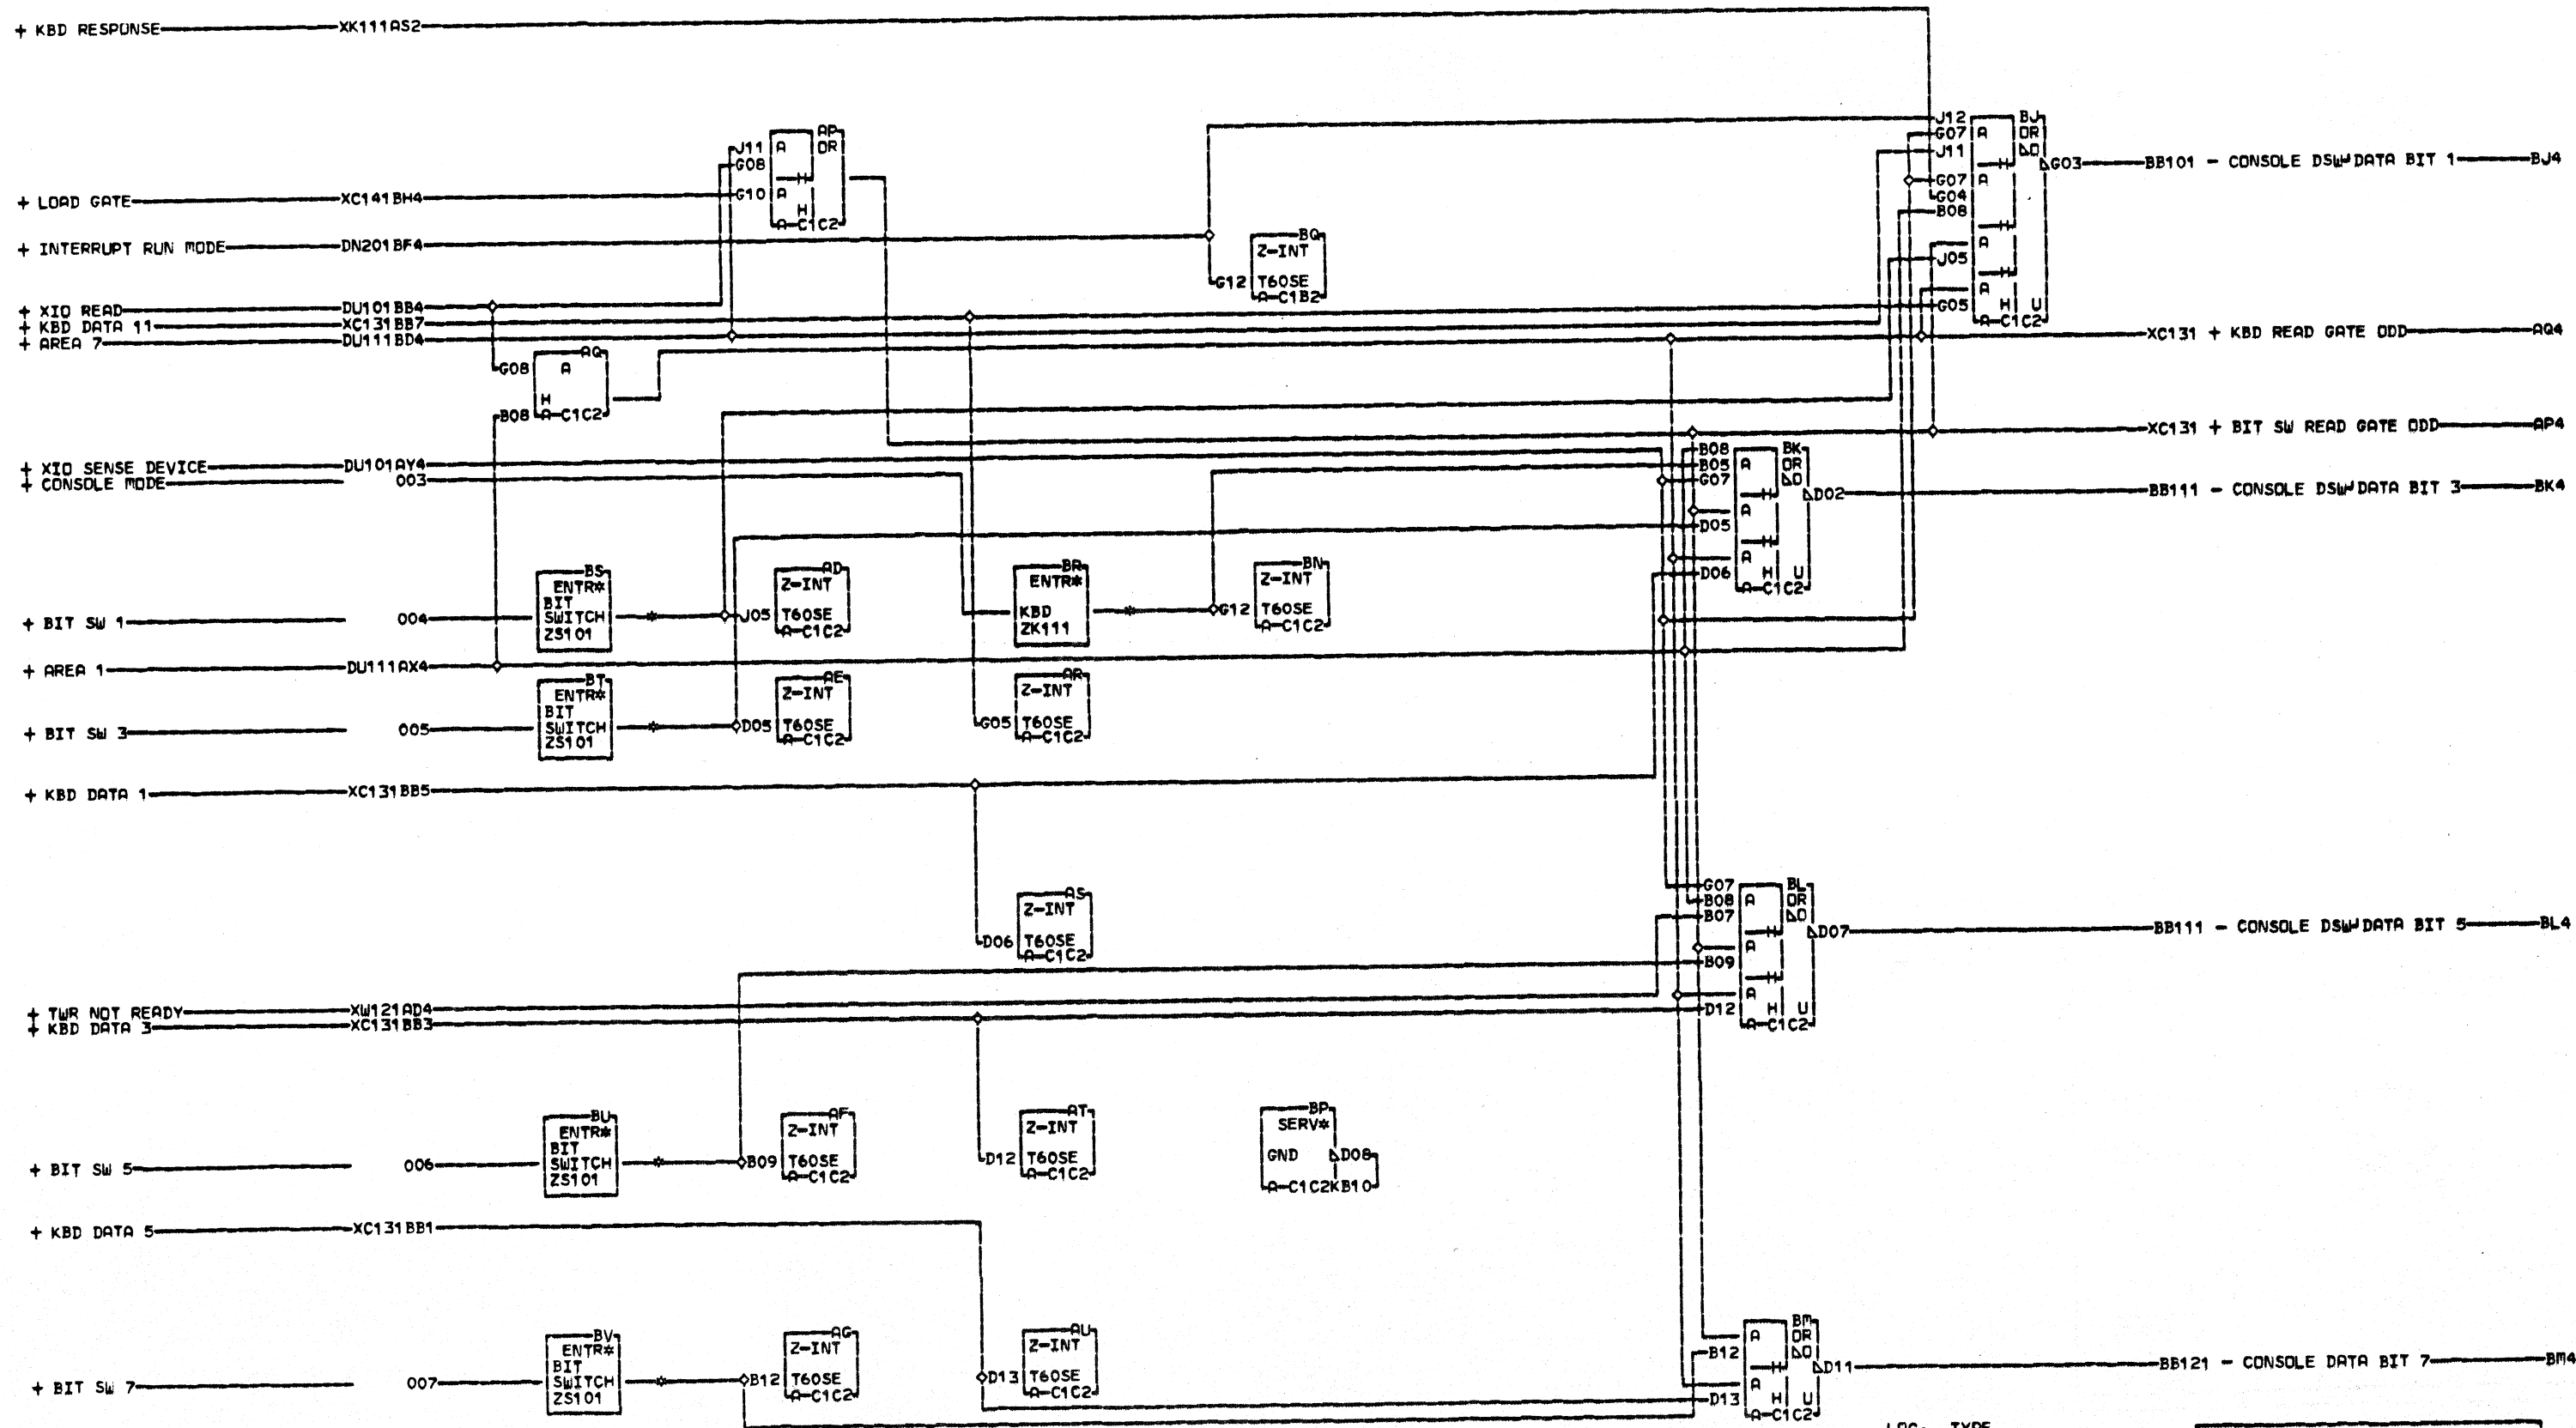 + KBD RESPONSE XK111AS2
AP
J11 A OR
G08
H
+ LOAD GATE XC141BH4 G10 A
H
A C1C2
J12 BJ
G07 A OR
J11 DO
H G03 BB101 - CONSOLE DSW DATA BIT 1 BJ4
G07 A
G04
B08
H
A
J05
H
A
G05 H U
A C1C2
+ INTERRUPT RUN MODE DN201BF4
BQ
Z-INT
G12 T60SE
A C1B2
+ XIO READ DU101BB4
+ KBD DATA 11 XC131BB7
+ AREA 7 DU111BD4
XC131 + KBD READ GATE ODD AQ4
AQ
G08 A
H
B08 A C1C2
XC131 + BIT SW READ GATE ODD AP4
+ XIO SENSE DEVICE DU101AY4
+ CONSOLE MODE 003
B08 BK
B05 A OR
G07 DO
H D02 BB111 - CONSOLE DSW DATA BIT 3 BK4
A
D05
H
A
D06 H U
A C1C2
BS
ENTR*
BIT
+ BIT SW 1 004 SWITCH
ZS101
AD
Z-INT
J05 T60SE
A C1C2
BR
ENTR*
KBD
ZK111
BN
Z-INT
G12 T60SE
A C1C2
+ AREA 1 DU111AX4
BT
ENTR*
BIT
+ BIT SW 3 005 SWITCH
ZS101
AE
Z-INT
D05 T60SE
A C1C2
AR
Z-INT
G05 T60SE
A C1C2
+ KBD DATA 1 XC131BB5
AS
Z-INT
D06 T60SE
A C1C2
G07 BL
B08 A OR
B07 DO
H D07 BB111 - CONSOLE DSW DATA BIT 5 BL4
A
B09
H
A
D12 H U
A C1C2
+ TWR NOT READY XW121AD4
+ KBD DATA 3 XC131BB3
BU
ENTR*
BIT
+ BIT SW 5 006 SWITCH
ZS101
AF
Z-INT
B09 T60SE
A C1C2
AT
Z-INT
D12 T60SE
A C1C2
BP
SERV*
GND D08
A C1C2KB10
+ KBD DATA 5 XC131BB1
BV
ENTR*
BIT
+ BIT SW 7 007 SWITCH
ZS101
AG
Z-INT
B12 T60SE
A C1C2
AU
Z-INT
D13 T60SE
A C1C2
BM
A OR
B12 DO
H D11 BB121 - CONSOLE DATA BIT 7 BM4
A
D13 H U
A C1C2